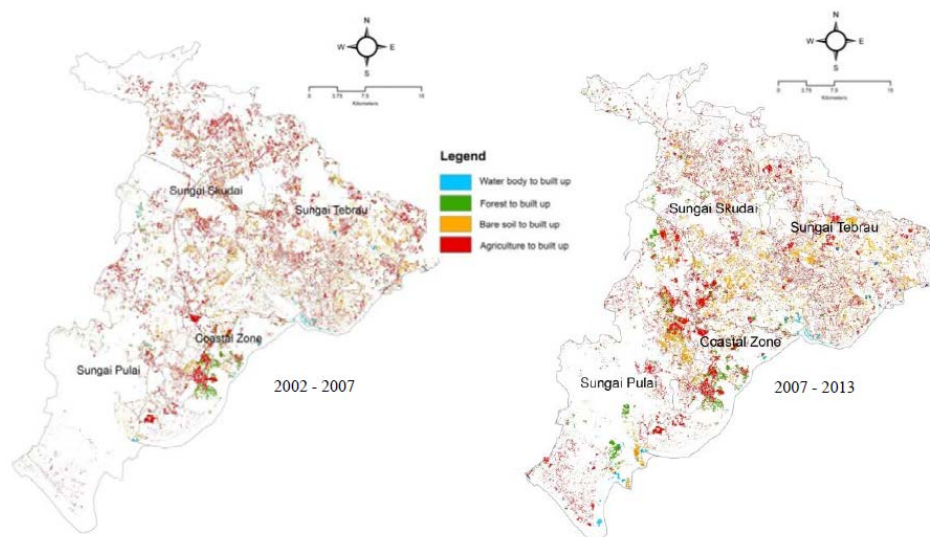 N
W E
S
0 3.75 7.5 15
Kilometers
Sungai Skudai
Sungai Tebrau
Coastal Zone
Sungai Pulai
2002 - 2007
Legend
Water body to built up
Forest to built up
Bare soil to built up
Agriculture to built up
N
W E
S
0 3.75 7.5 15
Kilometers
Sungai Skudai
Sungai Tebrau
Coastal Zone
Sungai Pulai
2007 - 2013